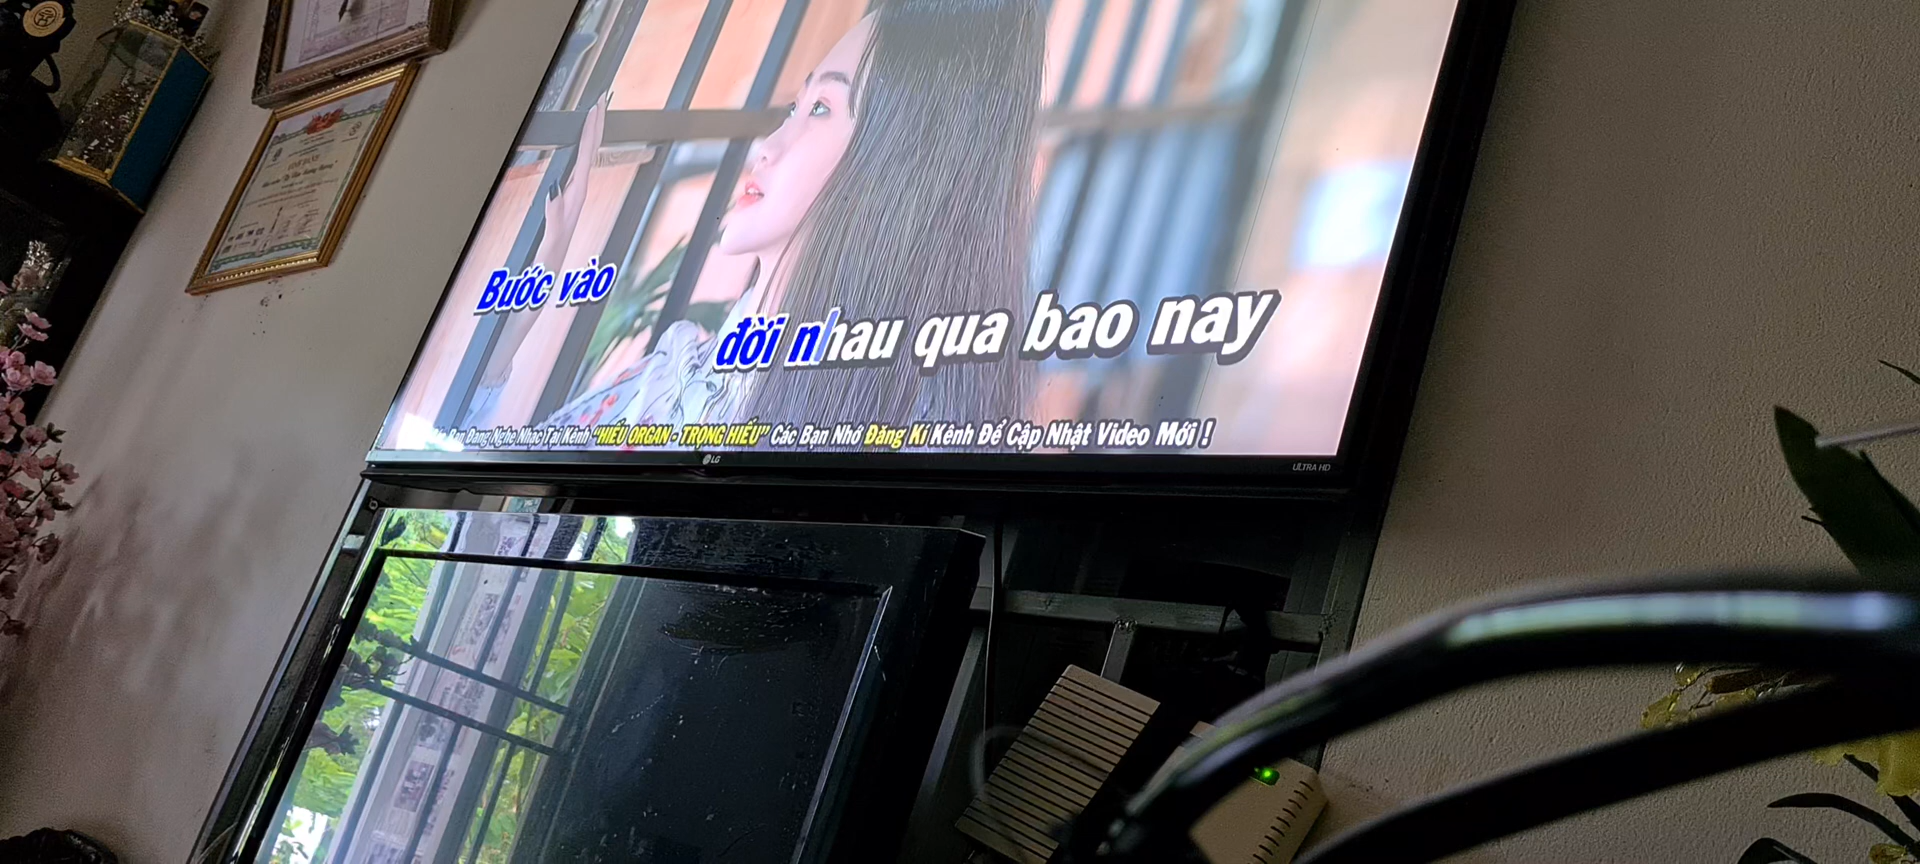 Bước vào
đời nhau qua bao nay
Bạn Đang Nghe Nhạc Tại Kênh "HIẾU ORGAN - TRỌNG HIẾU" Các Bạn Nhớ Đăng Kí Kênh Để Cập Nhật Video Mới !
LG
ULTRA HD